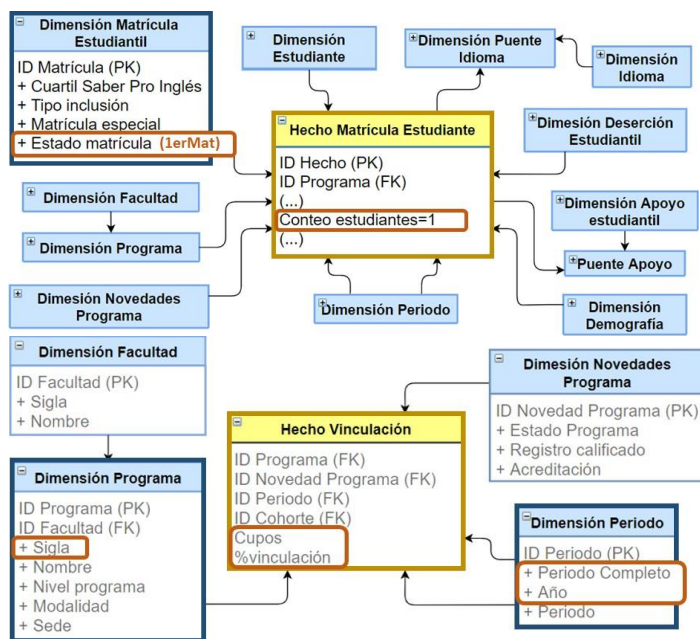 Dimensión Matrícula
Estudiantil
ID Matrícula (PK)
+ Cuartil Saber Pro Inglés
+ Tipo inclusión
+ Matrícula especial
+ Estado matrícula (1erMat)
Dimensión
Estudiante
Dimensión Puente
Idioma
Dimensión
Idioma
Hecho Matrícula Estudiante
ID Hecho (PK)
ID Programa (FK)
(...)
Conteo estudiantes=1
(...)
Dimesión Deserción
Estudiantil
Dimensión Facultad
Dimensión Programa
Dimensión Apoyo
estudiantil
Puente Apoyo
Dimesión Novedades
Programa
Dimensión Periodo
Dimensión
Demografía
Dimensión Facultad
ID Facultad (PK)
+ Sigla
+ Nombre
Dimesión Novedades
Programa
ID Novedad Programa (PK)
+ Estado Programa
+ Registro calificado
+ Acreditación
Hecho Vinculación
ID Programa (FK)
ID Novedad Programa (FK)
ID Periodo (FK)
ID Cohorte (FK)
Cupos
%vinculación
Dimensión Programa
ID Programa (PK)
ID Facultad (FK)
+ Sigla
+ Nombre
+ Nivel programa
+ Modalidad
+ Sede
Dimensión Periodo
ID Periodo (PK)
+ Periodo Completo
+ Año
+ Periodo